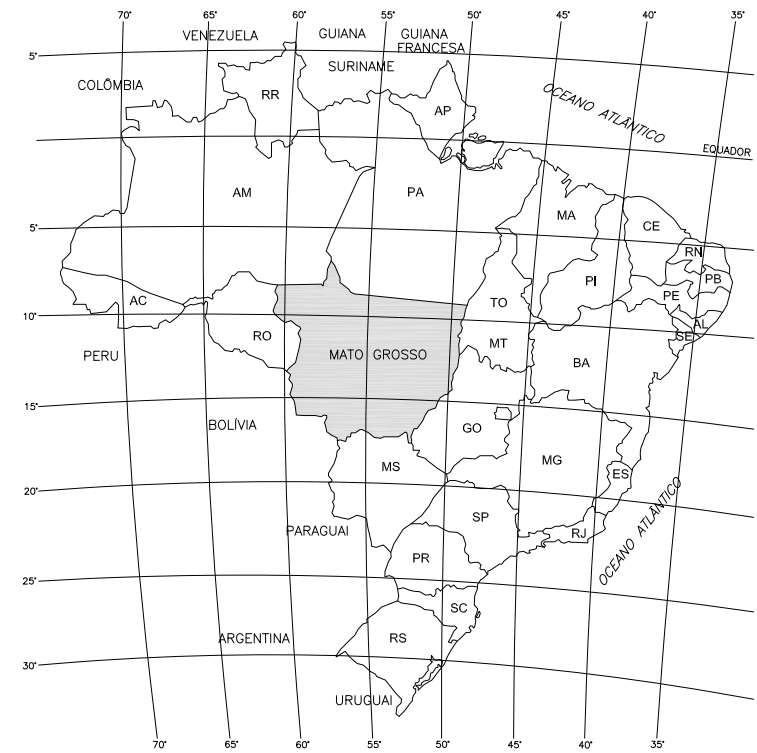 70° 65° 60° 55° 50° 45° 40° 35°
VENEZUELA
GUIANA
GUIANA
FRANCESA
5°
SURINAME
COLÔMBIA
RR
AP
OCEANO ATLÂNTICO
EQUADOR
AM
PA
MA
CE
5°
RN
PI
PB
PE
AC
TO
10°
AL
RO
SE
MT
PERU
MATO GROSSO
BA
15°
BOLÍVIA
GO
MG
MS
ES
20°
SP
PARAGUAI
RJ
OCEANO ATLÂNTICO
PR
25°
SC
ARGENTINA
RS
30°
URUGUAI
70° 65° 60° 55° 50° 45° 40° 35°